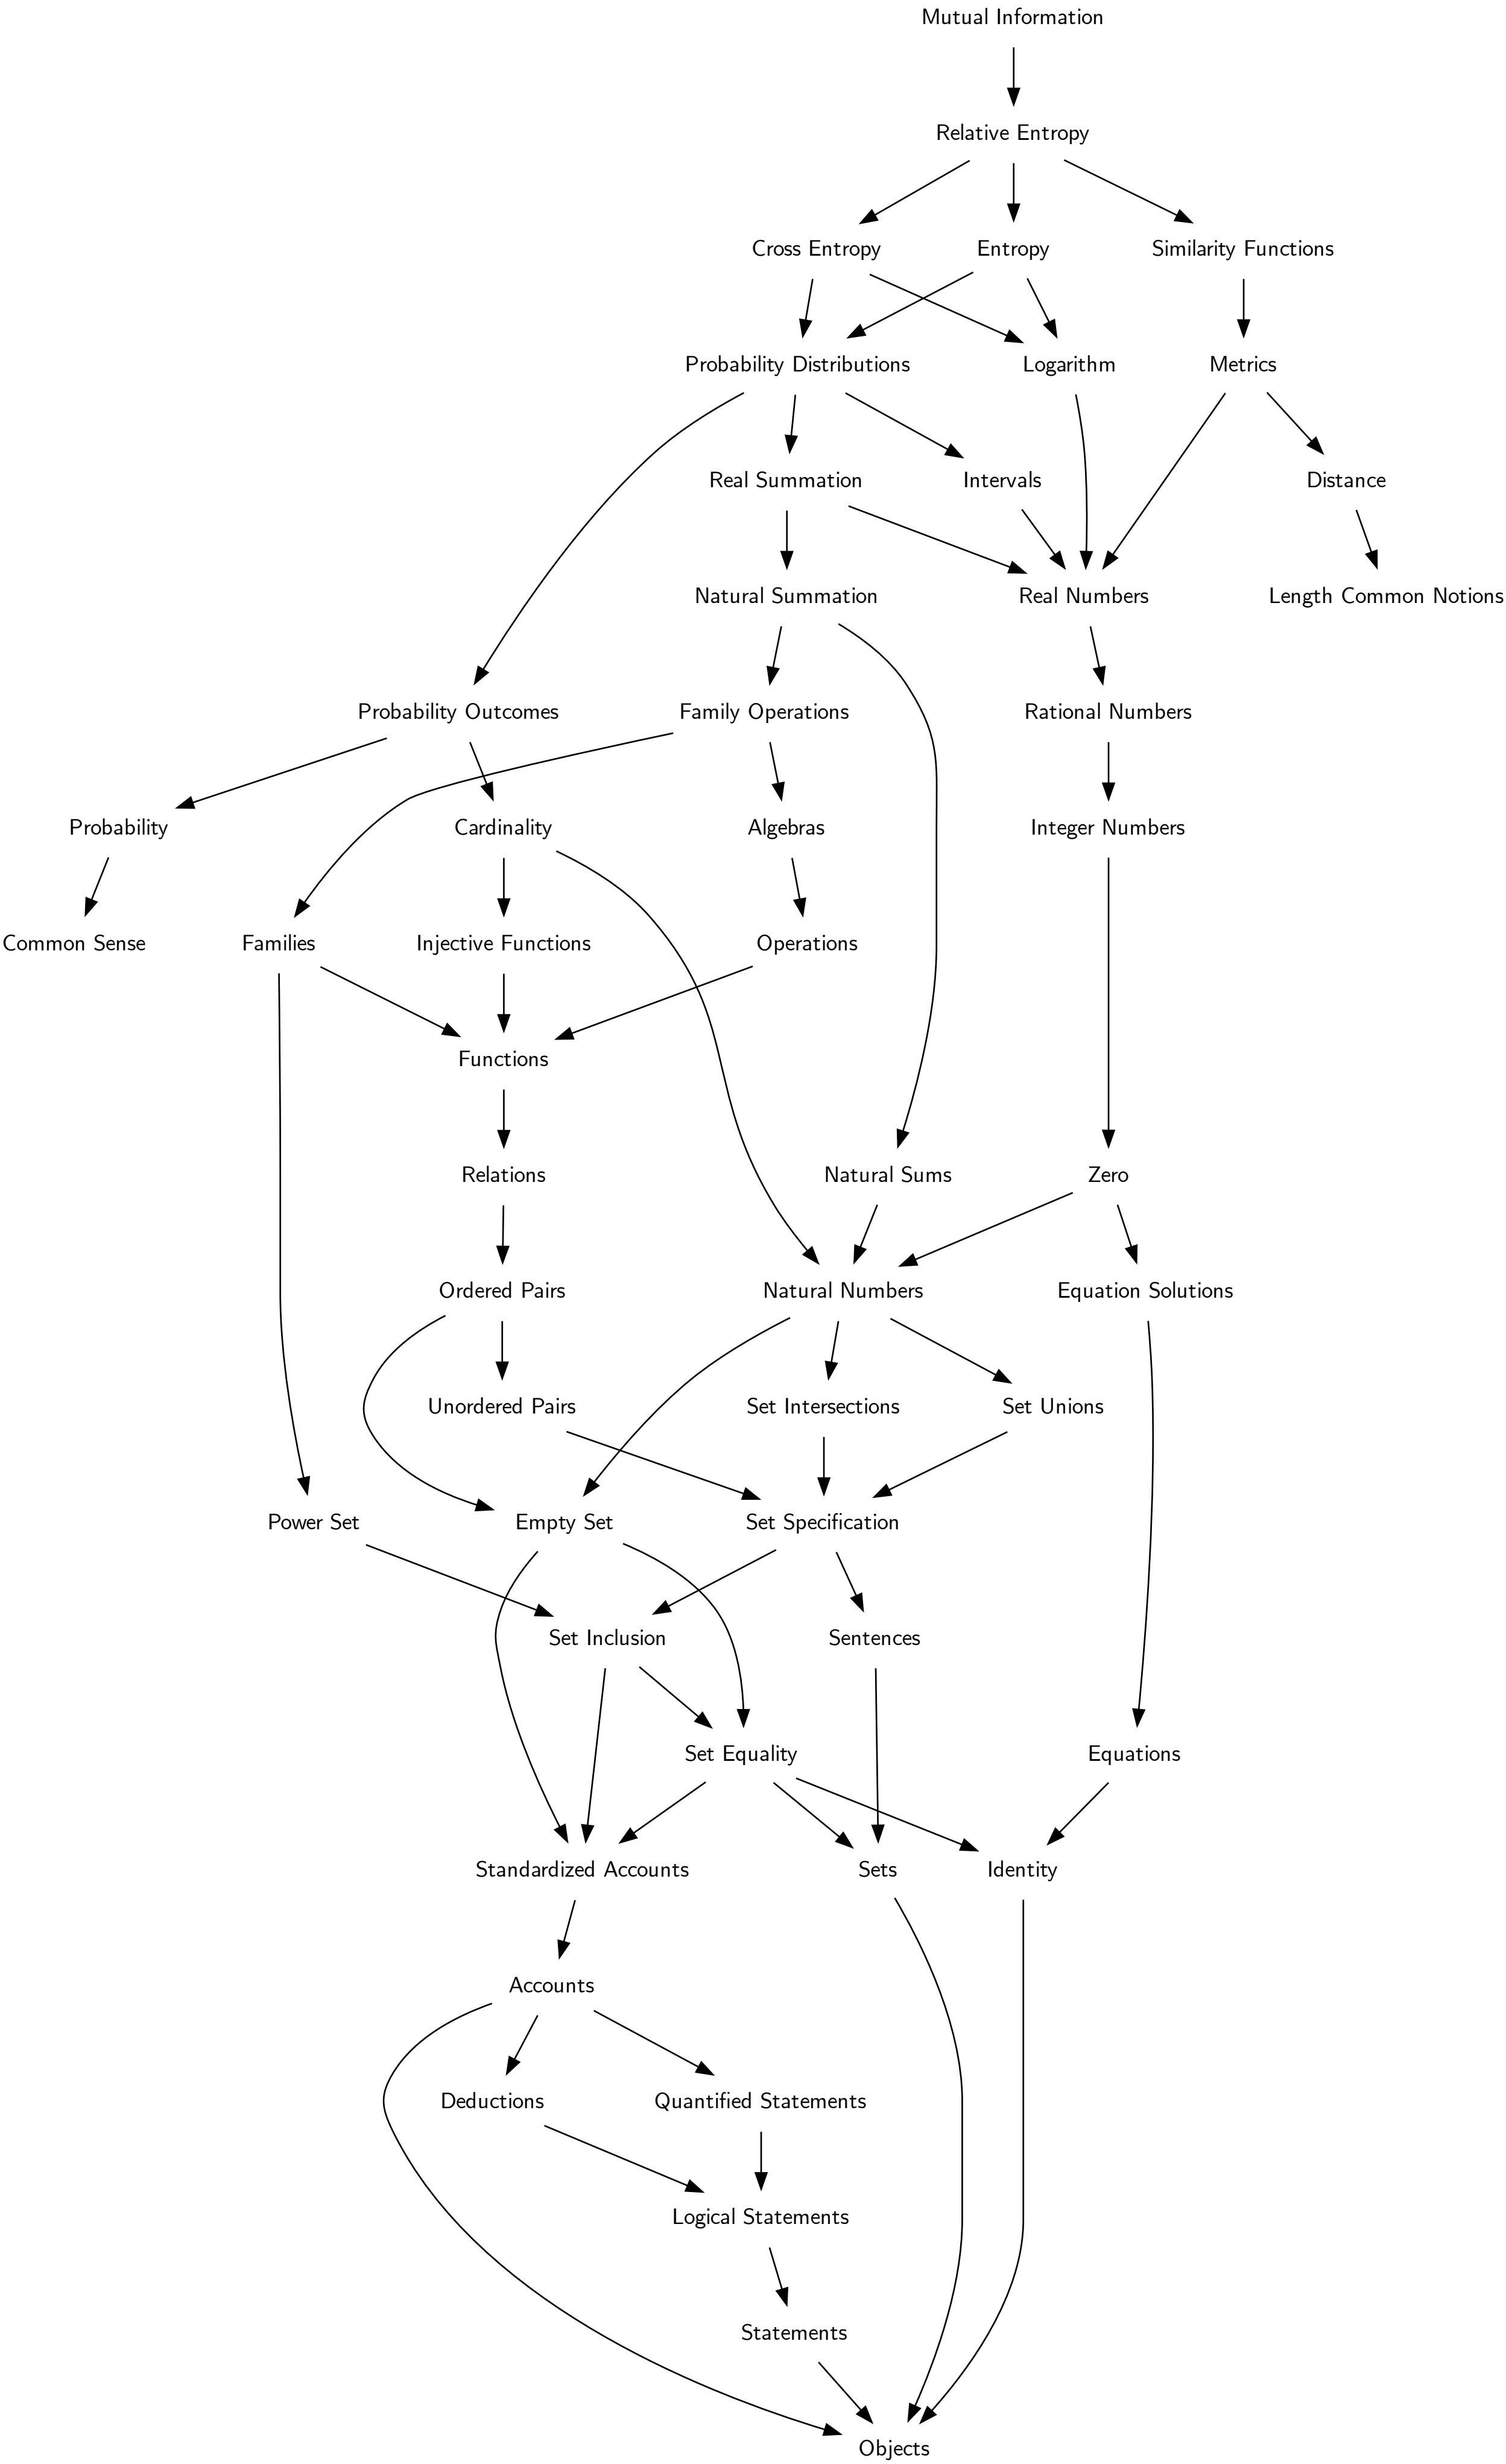 Mutual Information
Relative Entropy
Cross Entropy
Entropy
Similarity Functions
Probability Distributions
Logarithm
Metrics
Real Summation
Intervals
Distance
Natural Summation
Real Numbers
Length Common Notions
Probability Outcomes
Family Operations
Rational Numbers
Probability
Cardinality
Algebras
Integer Numbers
Common Sense
Families
Injective Functions
Operations
Functions
Relations
Natural Sums
Zero
Ordered Pairs
Natural Numbers
Equation Solutions
Unordered Pairs
Set Intersections
Set Unions
Power Set
Empty Set
Set Specification
Set Inclusion
Sentences
Set Equality
Equations
Standardized Accounts
Sets
Identity
Accounts
Deductions
Quantified Statements
Logical Statements
Statements
Objects